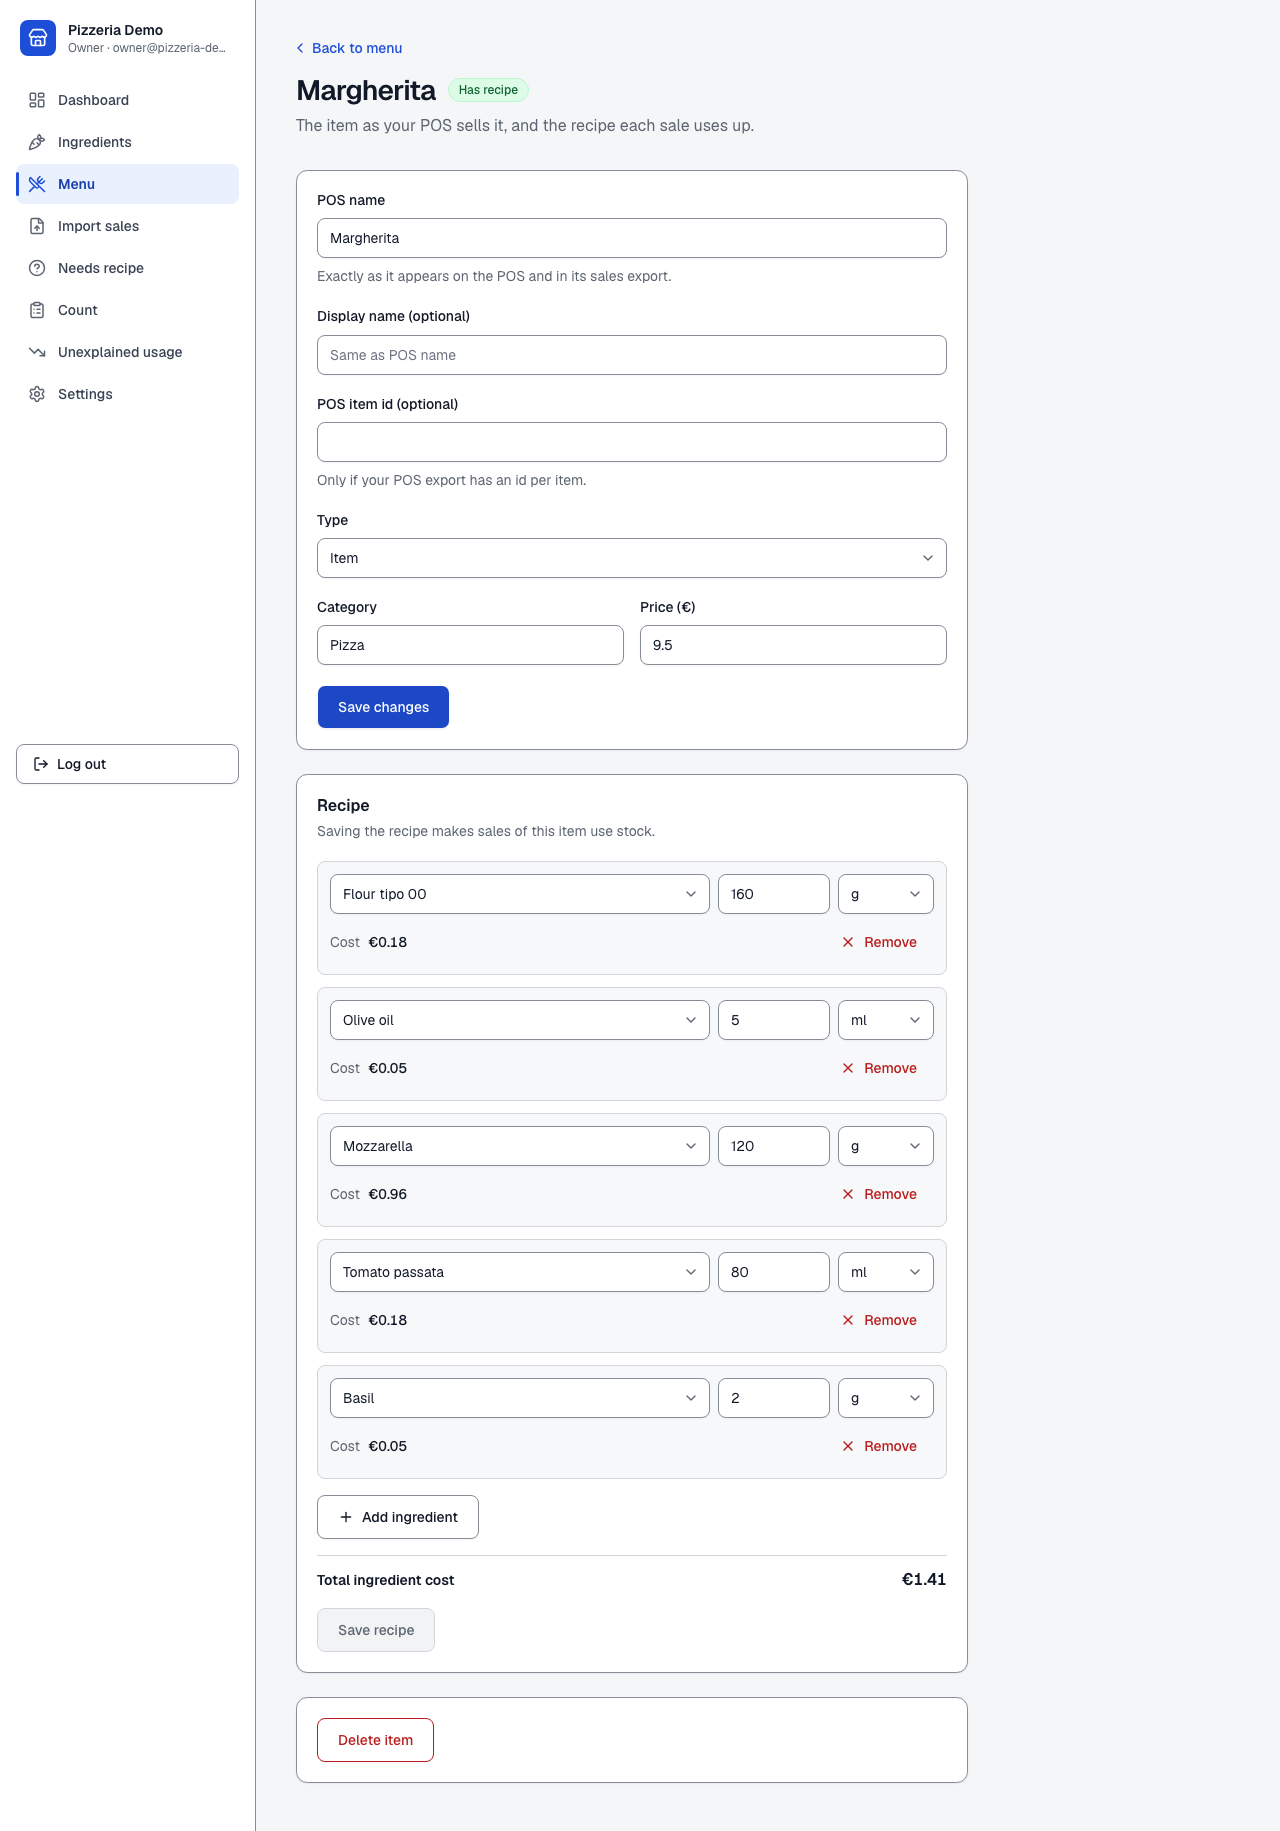 Pizzeria Demo
Owner · owner@pizzeria-de...
Dashboard
Ingredients
Menu
Import sales
Needs recipe
Count
Unexplained usage
Settings
Log out
Back to menu
Margherita
Has recipe
The item as your POS sells it, and the recipe each sale uses up.
POS name
Margherita
Exactly as it appears on the POS and in its sales export.
Display name (optional)
Same as POS name
POS item id (optional)
Only if your POS export has an id per item.
Type
Item
Category Price (€)
Pizza 9.5
Save changes
Recipe
Saving the recipe makes sales of this item use stock.
Flour tipo 00 160 g
Cost €0.18 Remove
Olive oil 5 ml
Cost €0.05 Remove
Mozzarella 120 g
Cost €0.96 Remove
Tomato passata 80 ml
Cost €0.18 Remove
Basil 2 g
Cost €0.05 Remove
Add ingredient
Total ingredient cost €1.41
Save recipe
Delete item